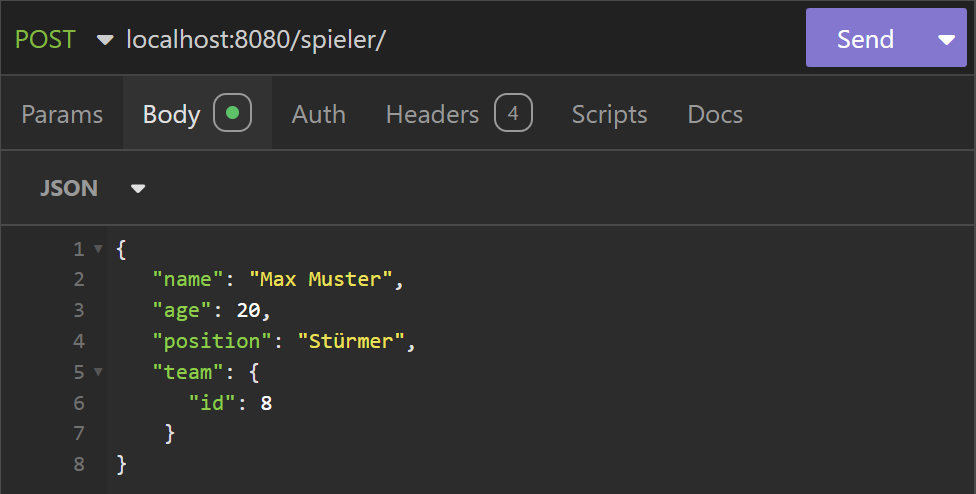 POST localhost:8080/spieler/ Send
Params Body Auth Headers 4 Scripts Docs
JSON
1 {
2 "name": "Max Muster",
3 "age": 20,
4 "position": "Stürmer",
5 "team": {
6 "id": 8
7 }
8 }